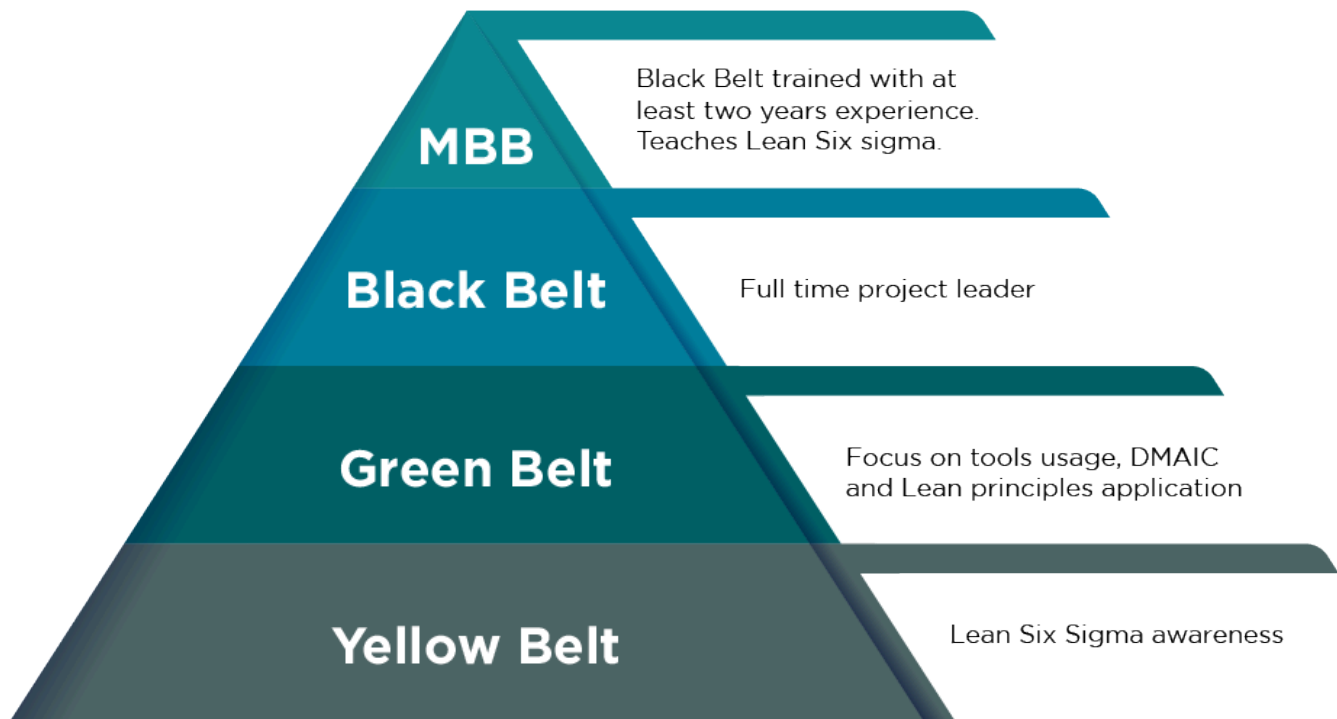 MBB
Black Belt trained with at
least two years experience.
Teaches Lean Six sigma.
Black Belt
Full time project leader
Green Belt
Focus on tools usage, DMAIC
and Lean principles application
Yellow Belt
Lean Six Sigma awareness